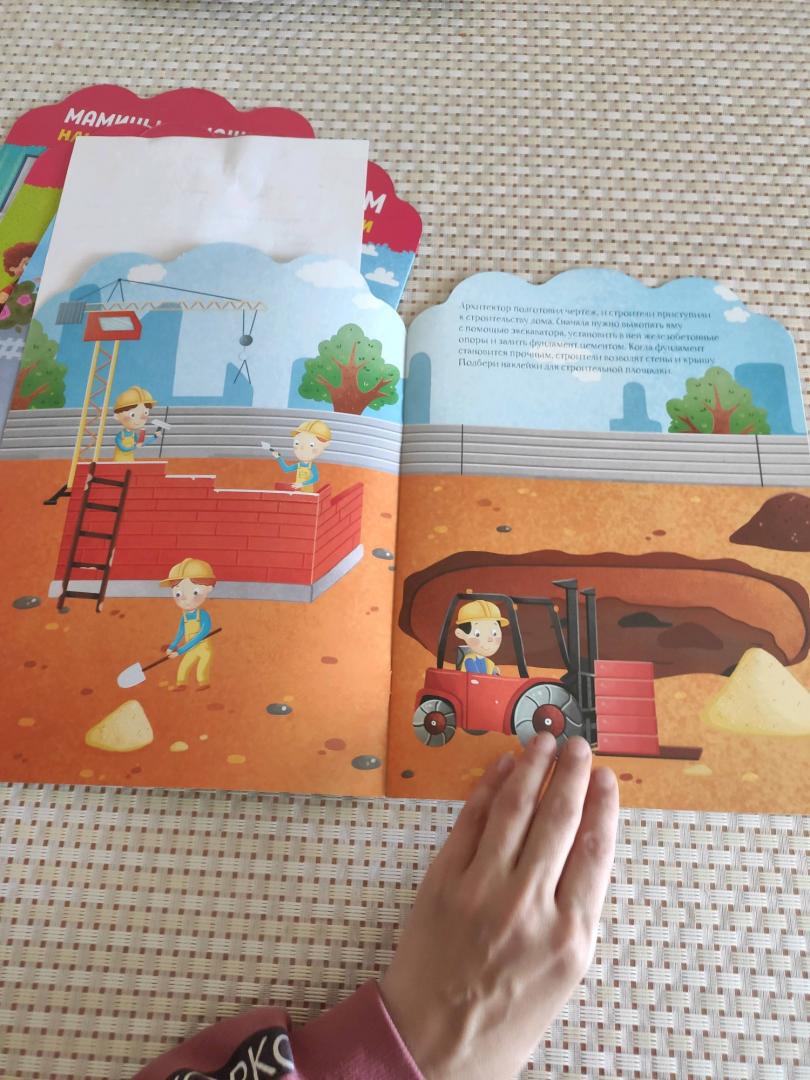 МАМИНЫ
М
И
Архитектор подготовил чертеж, и строители приступили
к строительству дома. Сначала нужно выкопать яму
с помощью экскаватора, установить в ней железобетонные
опоры и залить фундамент цементом. Когда фундамент
становится прочным, строители возводят стены и крышу.
Подбери наклейки для строительной площадки.